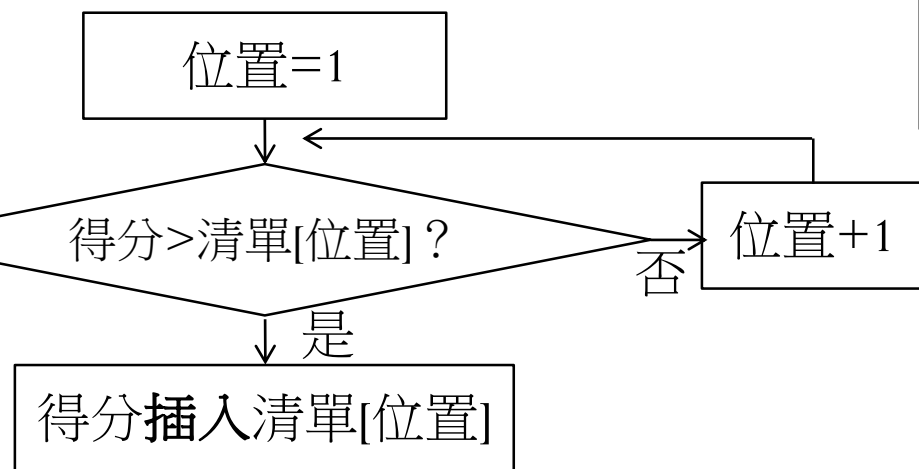 位置=1
得分>清單[位置]？
位置+1
否
是
得分插入清單[位置]